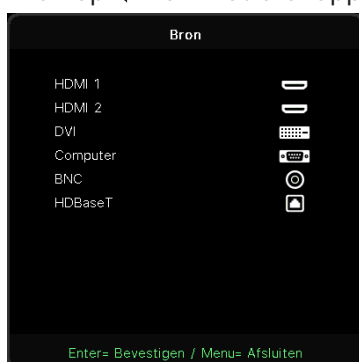 Bron
HDMI 1
HDMI 2
DVI
Computer
BNC
HDBaseT
Enter= Bevestigen / Menu= Afsluiten